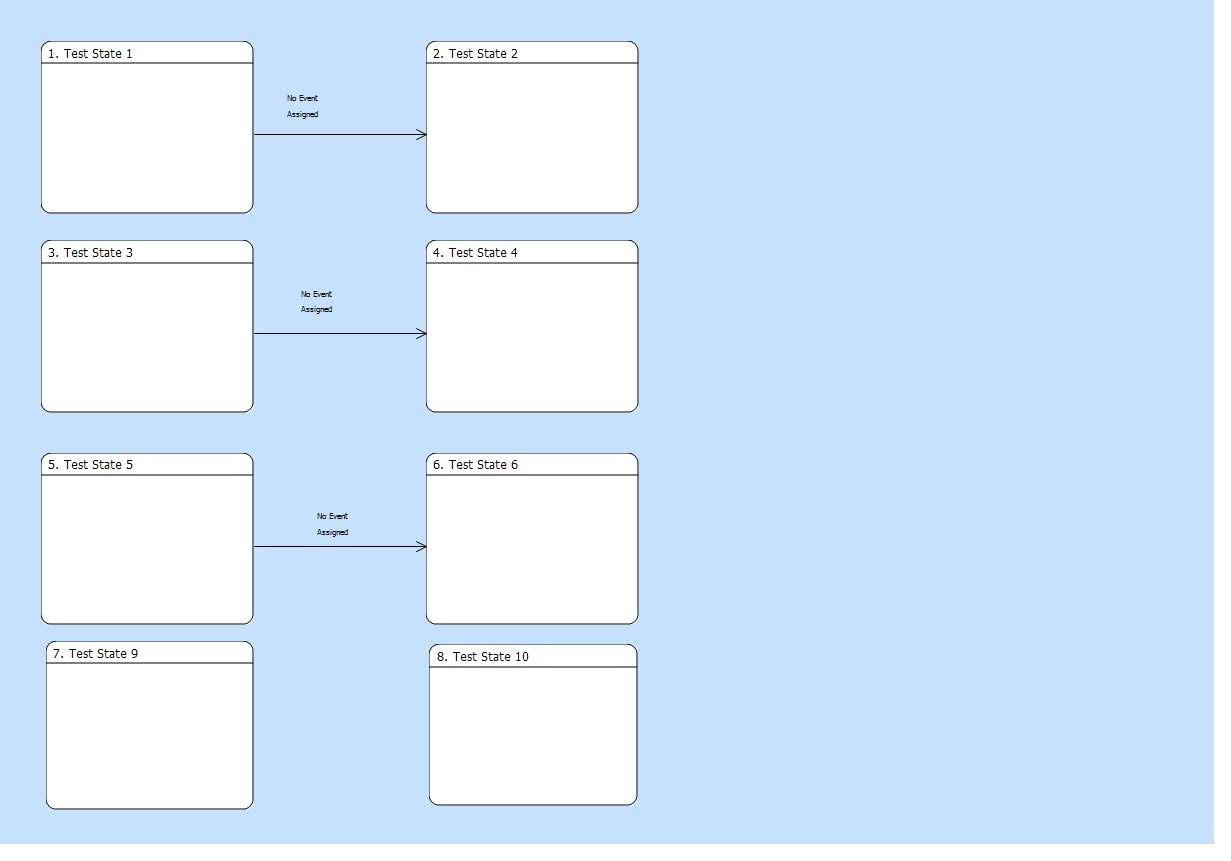 1. Test State 1
2. Test State 2
No Event
Assigned
3. Test State 3
4. Test State 4
No Event
Assigned
5. Test State 5
6. Test State 6
No Event
Assigned
7. Test State 9
8. Test State 10